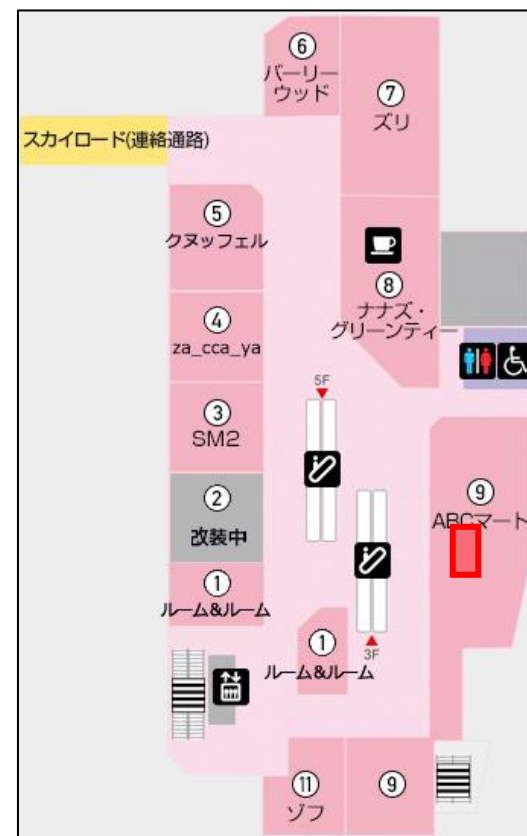 ⑥
バーリー
ウッド
⑦
ズリ
スカイロード(連絡通路)
⑤
クヌッフェル
⑧
ナナズ・
グリーンティー
④
za_cca_ya
5F
③
SM2
②
改装中
⑨
ABCマート
①
ルーム&ルーム
①
ルーム&ルーム
3F
⑪
ゾフ
⑨